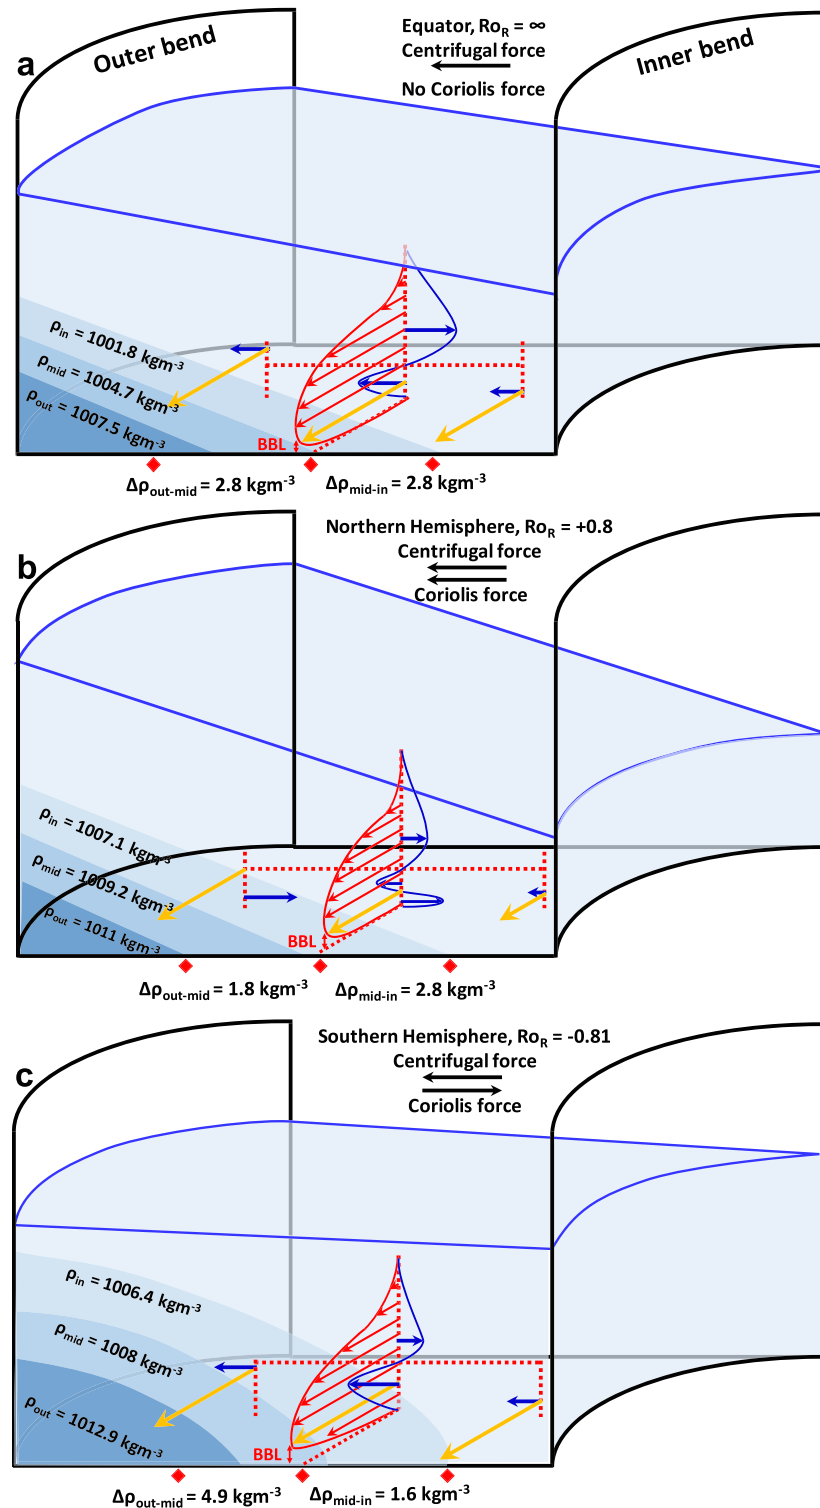 a
Outer bend
Equator, Ro_R = ∞
Centrifugal force
No Coriolis force
Inner bend
ρ_in = 1001.8 kgm^-3
ρ_mid = 1004.7 kgm^-3
ρ_out = 1007.5 kgm^-3
BBL
Δρ_out-mid = 2.8 kgm^-3
Δρ_mid-in = 2.8 kgm^-3
b
Northern Hemisphere, Ro_R = +0.8
Centrifugal force
Coriolis force
ρ_in = 1007.1 kgm^-3
ρ_mid = 1009.2 kgm^-3
ρ_out = 1011 kgm^-3
BBL
Δρ_out-mid = 1.8 kgm^-3
Δρ_mid-in = 2.8 kgm^-3
c
Southern Hemisphere, Ro_R = -0.81
Centrifugal force
Coriolis force
ρ_in = 1006.4 kgm^-3
ρ_mid = 1008 kgm^-3
ρ_out = 1012.9 kgm^-3
BBL
Δρ_out-mid = 4.9 kgm^-3
Δρ_mid-in = 1.6 kgm^-3